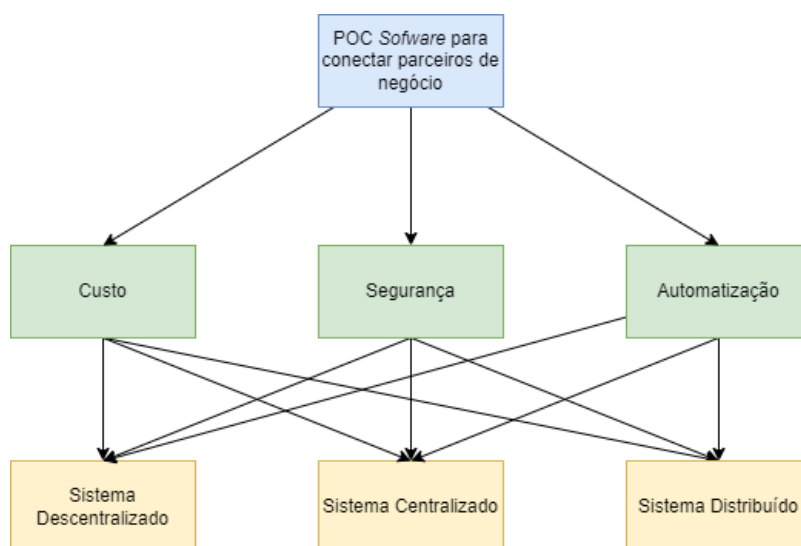 POC Sofware para
conectar parceiros de
negócio
Custo
Segurança
Automatização
Sistema
Descentralizado
Sistema Centralizado
Sistema Distribuído